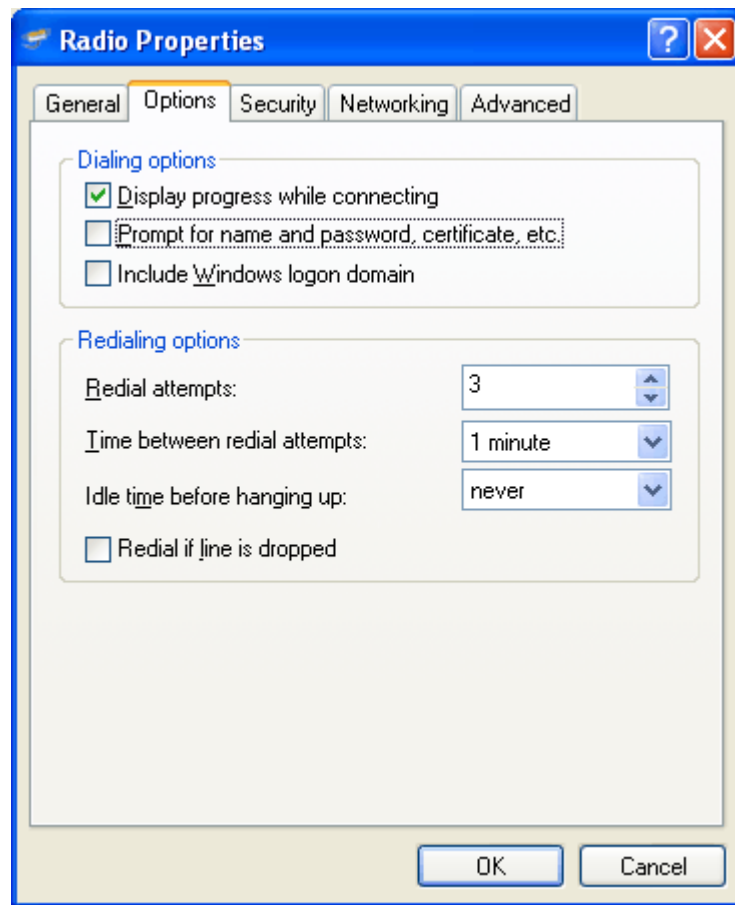 Radio Properties
General Options Security Networking Advanced
Dialing options
Display progress while connecting
Prompt for name and password, certificate, etc.
Include Windows logon domain
Redialing options
Redial attempts: 3
Time between redial attempts: 1 minute
Idle time before hanging up: never
Redial if line is dropped
OK Cancel